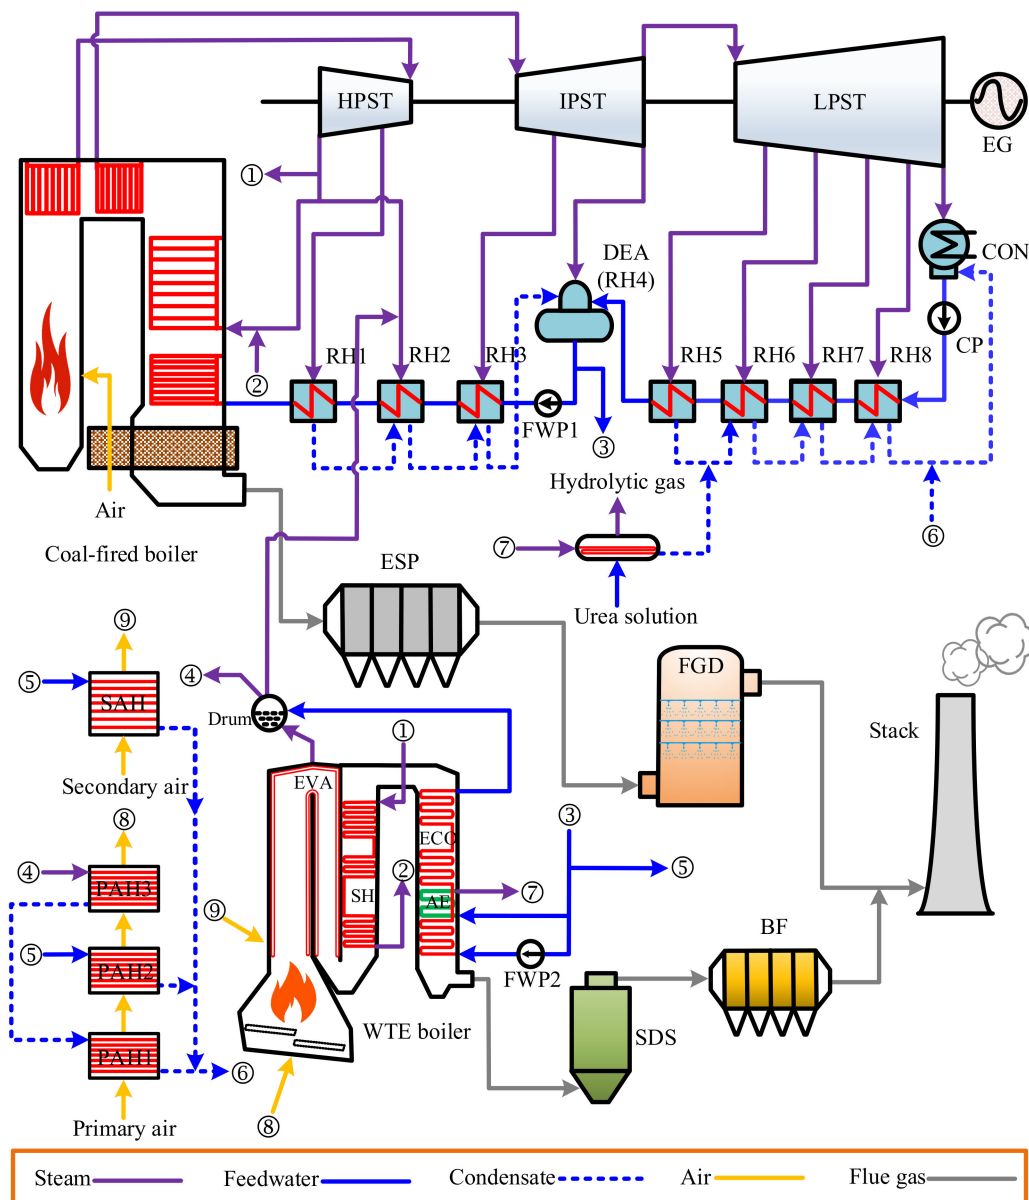 HPST
IPST
LPST
EG
①
DEA
(RH4)
CON
CP
②
RH1
RH2
RH3
RH5
RH6
RH7
RH8
FWP1
③
Air
Hydrolytic gas
⑥
Coal-fired boiler
⑦
ESP
Urea solution
⑨
④
⑤
SAH
Drum
FGD
Stack
①
Secondary air
EVA
③
⑧
ECO
②
⑤
④
PAH3
SH
AE
⑦
⑨
BF
⑤
PAH2
FWP2
WTE boiler
SDS
PAH1
⑥
Primary air
⑧
Steam
Feedwater
Condensate
Air
Flue gas